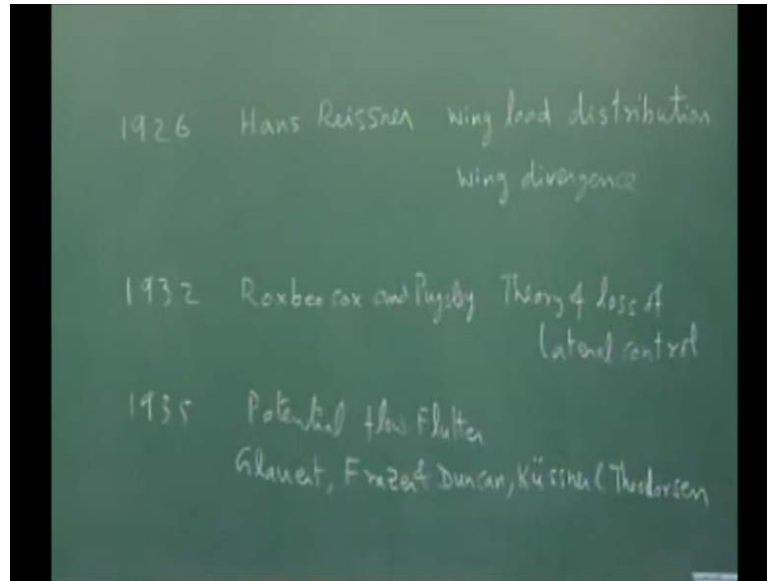 1926 Hans Reissner wing load distribution
wing divergence
1932 Roxbee cox and Pugsby Theory of loss of
lateral control
1935 Potential flow Flutter
Glauert, Frazer & Duncan, Küssner & Theodorsen